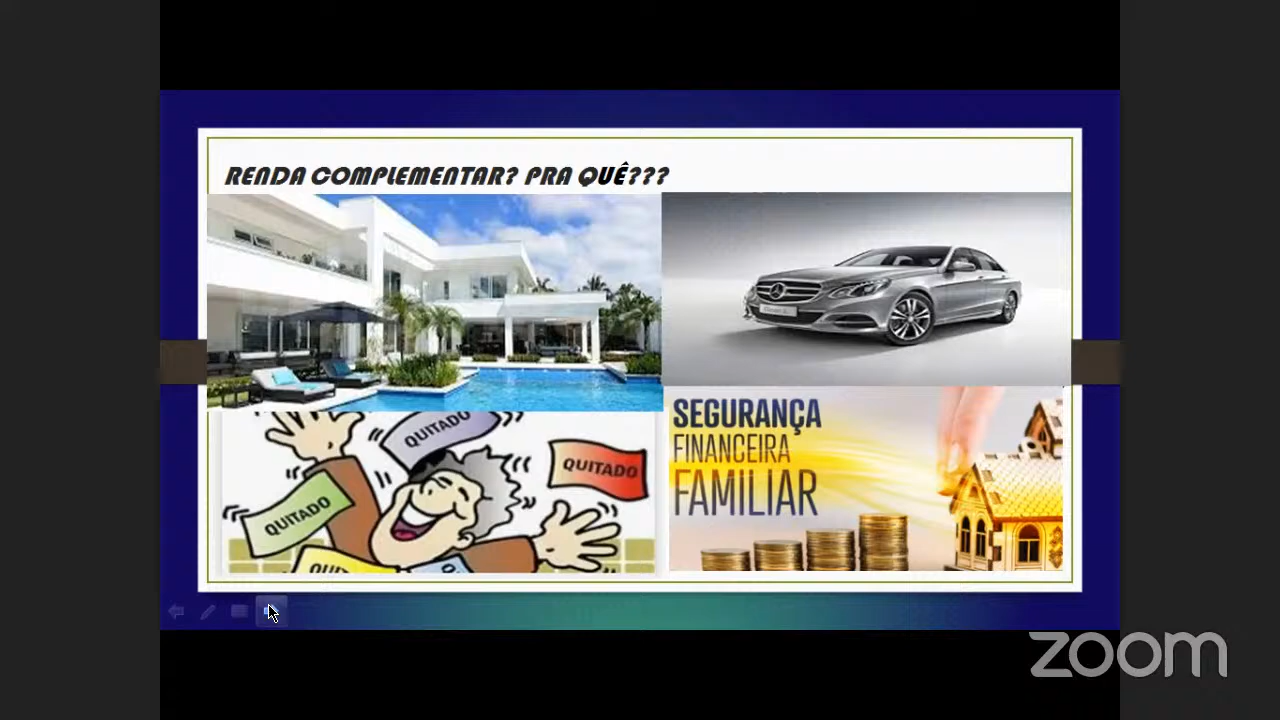 RENDA COMPLEMENTAR? PRA QUÊ???
QUITADO
QUITADO
QUITADO
SEGURANÇA
FINANCEIRA
FAMILIAR
zoom